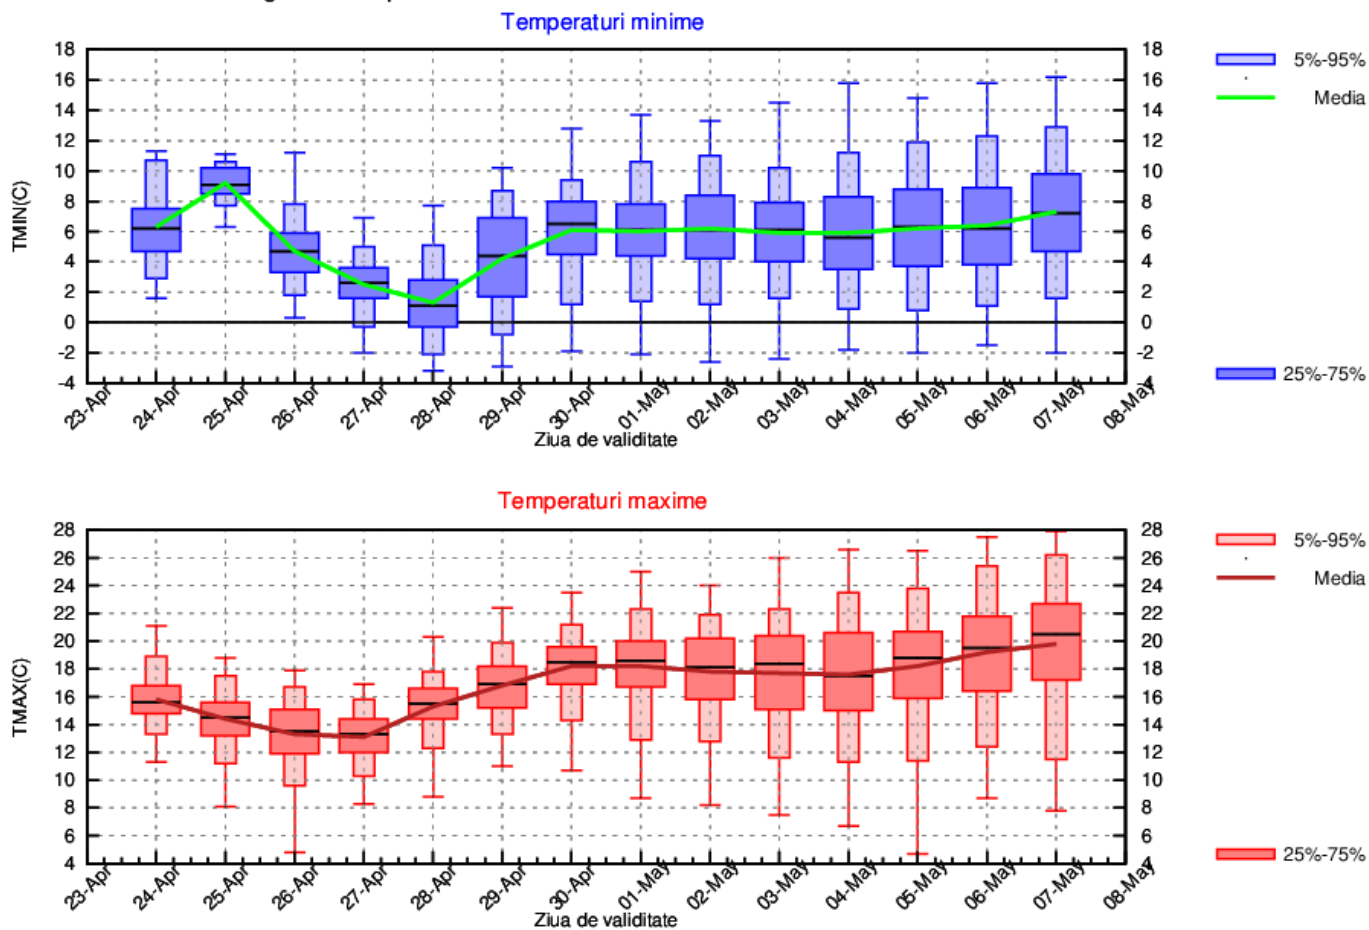 Temperaturi minime
TMIN(C)
18
16
14
12
10
8
6
4
2
0
-2
-4
18
16
14
12
10
8
6
4
2
0
-2
-4
23-Apr
24-Apr
25-Apr
26-Apr
27-Apr
28-Apr
29-Apr
30-Apr
01-May
02-May
03-May
04-May
05-May
06-May
07-May
08-May
Ziua de validitate
5%-95%
Media
25%-75%
Temperaturi maxime
TMAX(C)
28
26
24
22
20
18
16
14
12
10
8
6
4
28
26
24
22
20
18
16
14
12
10
8
6
4
23-Apr
24-Apr
25-Apr
26-Apr
27-Apr
28-Apr
29-Apr
30-Apr
01-May
02-May
03-May
04-May
05-May
06-May
07-May
08-May
Ziua de validitate
5%-95%
Media
25%-75%